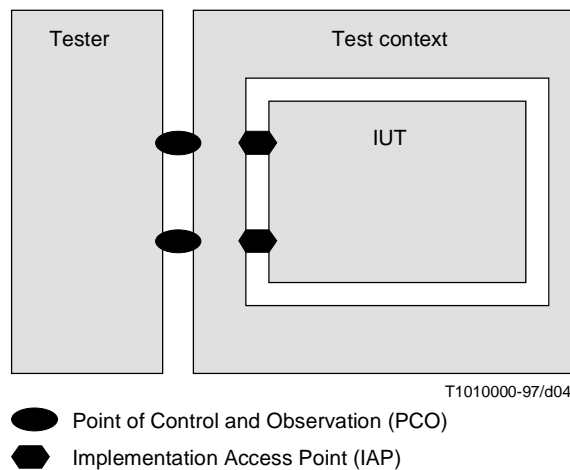 Tester
Test context
IUT
T1010000-97/d04
Point of Control and Observation (PCO)
Implementation Access Point (IAP)